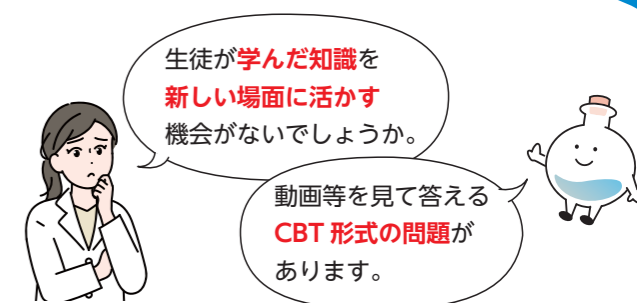 生徒が学んだ知識を
新しい場面に活かす
機会がないでしょうか。
動画等を見て答える
CBT 形式の問題が
あります。